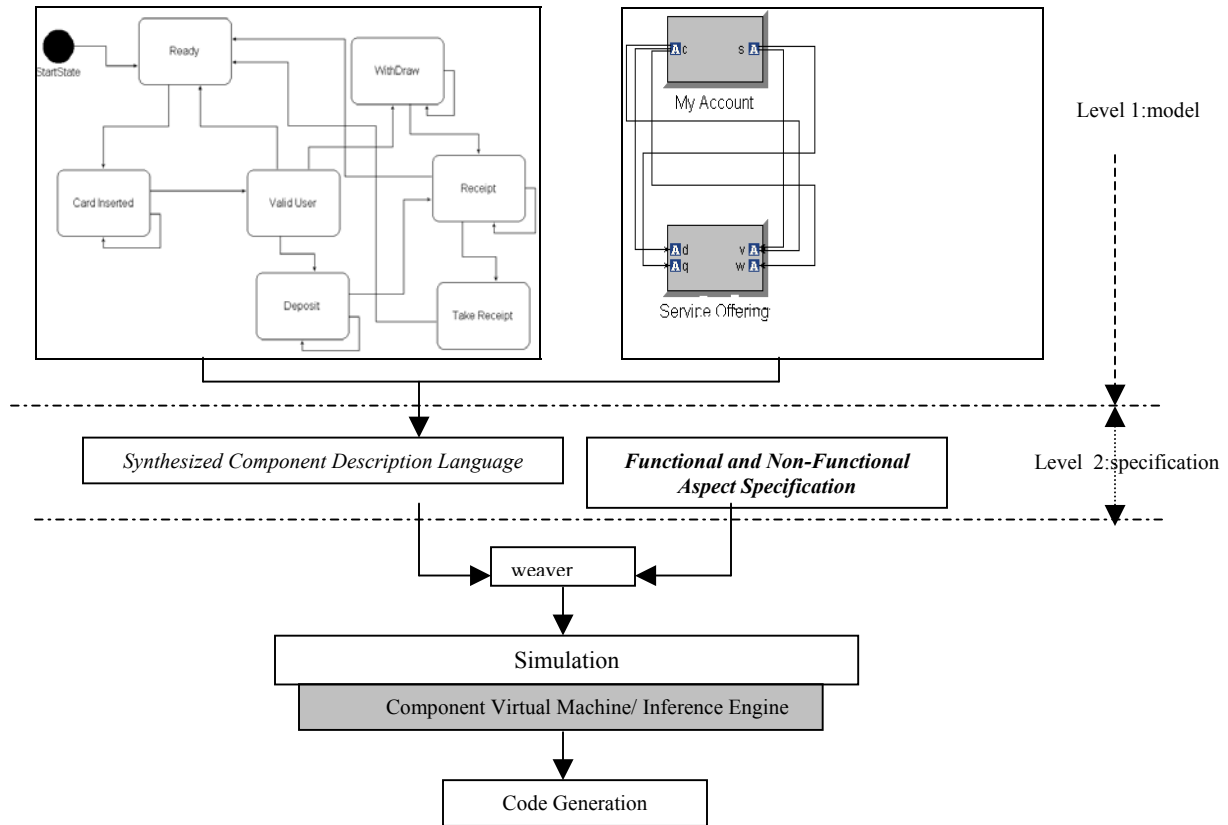 StartState
Ready
WithDraw
Card Inserted
Valid User
Receipt
Deposit
Take Receipt
A c s A
My Account
A d v A
A q w A
Service Offering
Level 1:model
Synthesized Component Description Language
Functional and Non-Functional
Aspect Specification
Level 2:specification
weaver
Simulation
Component Virtual Machine/ Inference Engine
Code Generation